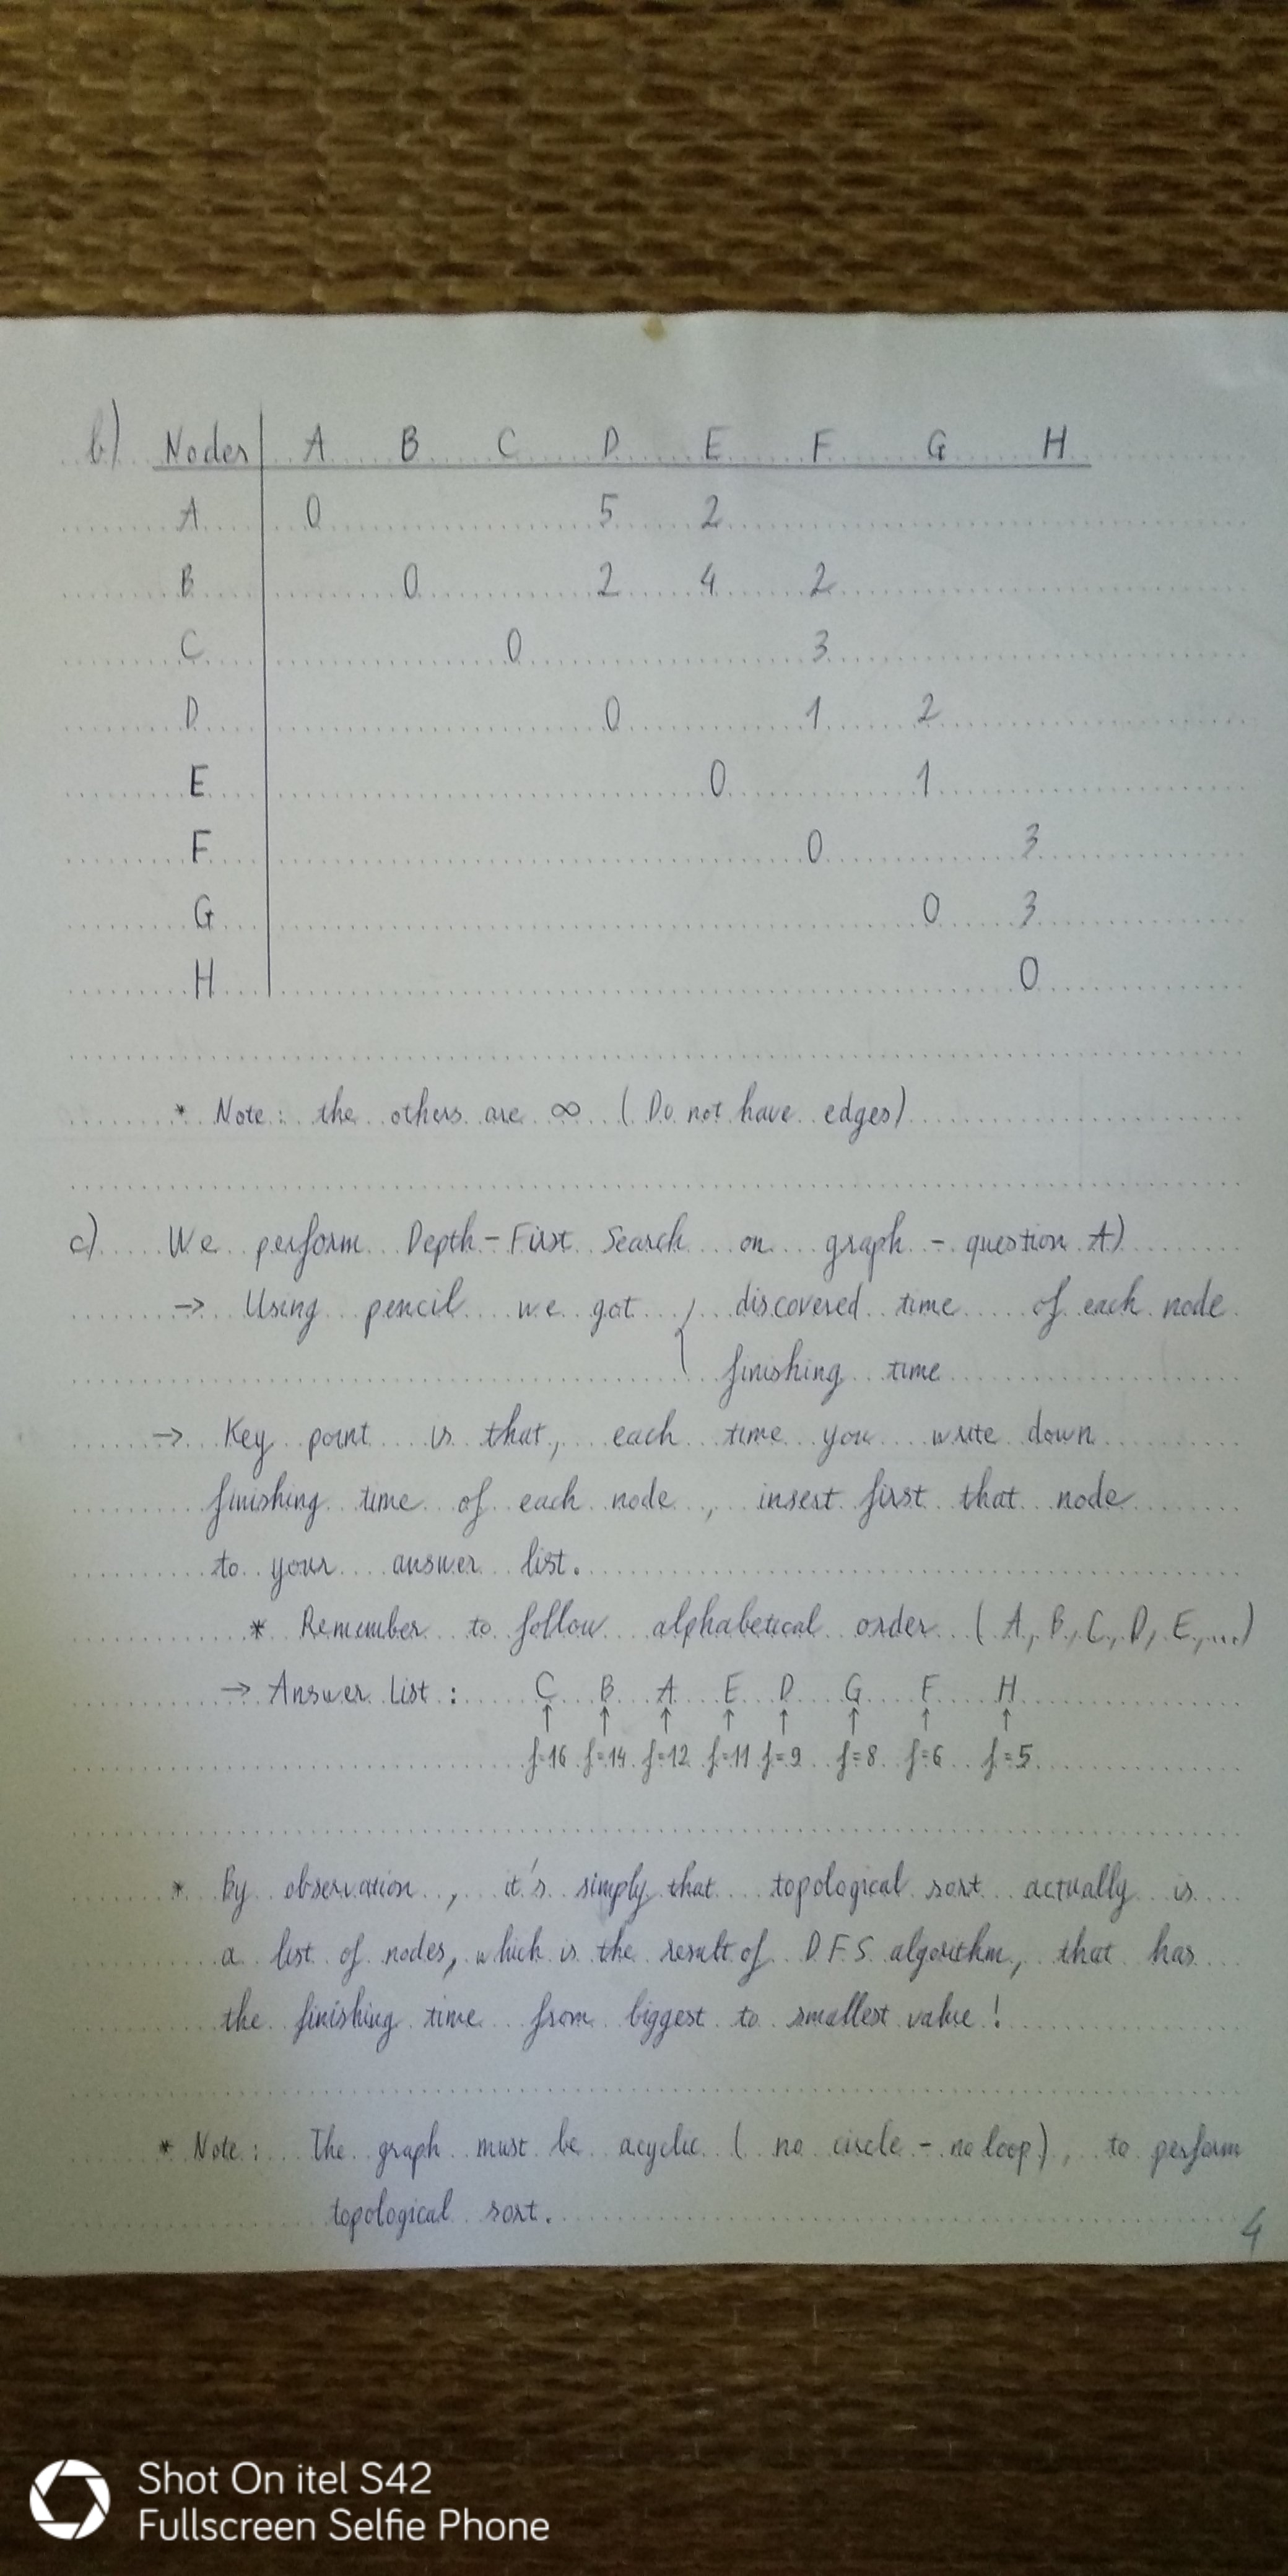 b) Nodes A B C D E F G H
A 0 5 2
B 0 2 4 2
C 0 3
D 0 1 2
E 0 1
F 0 3
G 0 3
H 0
* Note: the others are ∞ (Do not have edges)
c) We perform Depth-First Search on graph - question A)
→ Using pencil we got { discovered time of each node
finishing time
→ Key point is that, each time you write down
finishing time of each node, insert first that node
to your answer list.
* Remember to follow alphabetical order (A, B, C, D, E, ...)
→ Answer List : C B A E D G F H
↑ ↑ ↑ ↑ ↑ ↑ ↑ ↑
f=16 f=14 f=12 f=11 f=9 f=8 f=6 f=5
* By observation, it's simply that topological sort actually is
a list of nodes, which is the result of DFS algorithm, that has
the finishing time from biggest to smallest value!
* Note: The graph must be acyclic (no circle - no loop), to perform
topological sort.
4
Shot On itel S42
Fullscreen Selfie Phone